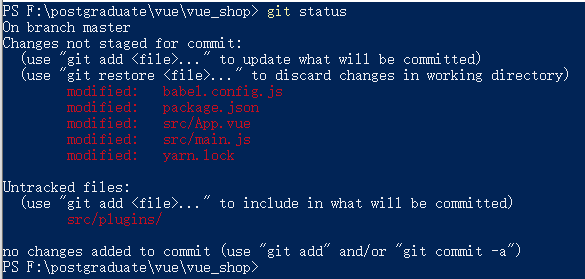 PS F:\postgraduate\vue\vue_shop> git status
On branch master
Changes not staged for commit:
  (use "git add <file>..." to update what will be committed)
  (use "git restore <file>..." to discard changes in working directory)
        modified:   babel.config.js
        modified:   package.json
        modified:   src/App.vue
        modified:   src/main.js
        modified:   yarn.lock
Untracked files:
  (use "git add <file>..." to include in what will be committed)
        src/plugins/
no changes added to commit (use "git add" and/or "git commit -a")
PS F:\postgraduate\vue\vue_shop>